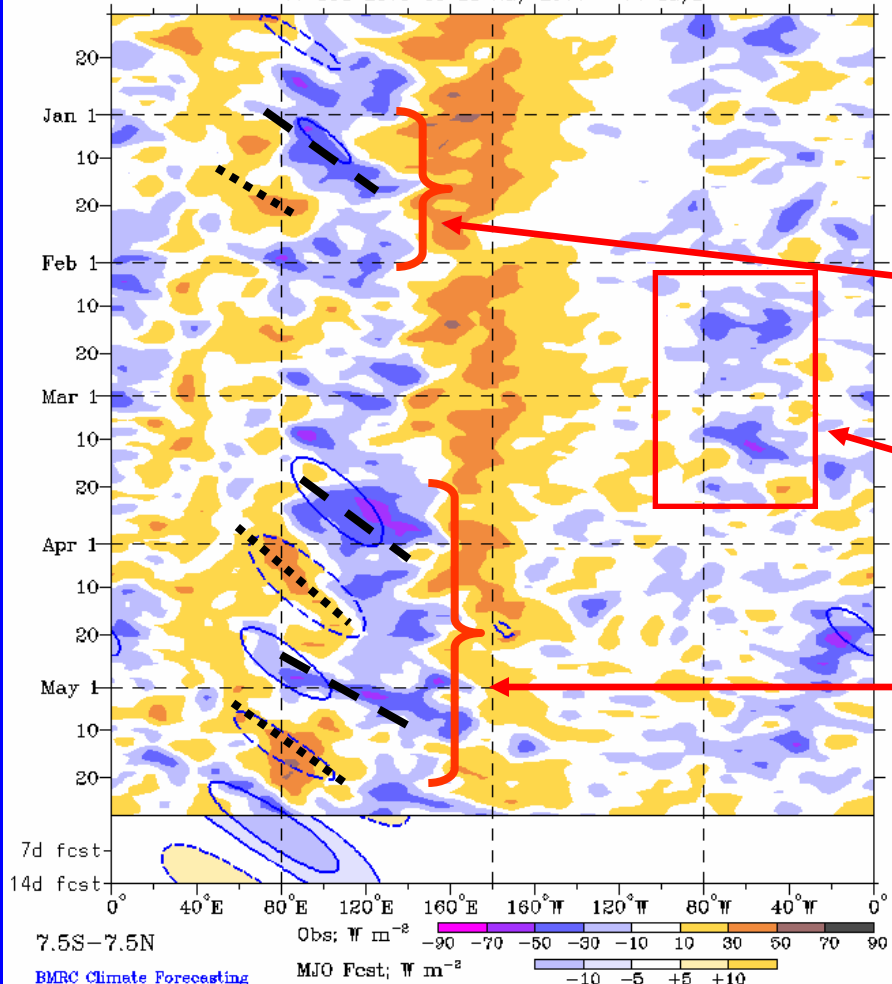 20
Jan 1
10
20
Feb 1
10
20
Mar 1
10
20
Apr 1
10
20
May 1
10
20
7d fcst
14d fcst
0° 40°E 80°E 120°E 160°E 160°W 120°W 80°W 40°W 0°
7.5S-7.5N
Obs: W m-2
-90 -70 -50 -30 -10 10 30 50 70 90
BMRC Climate Forecasting
MJO Fcst; W m-2
-10 -5 +5 +10